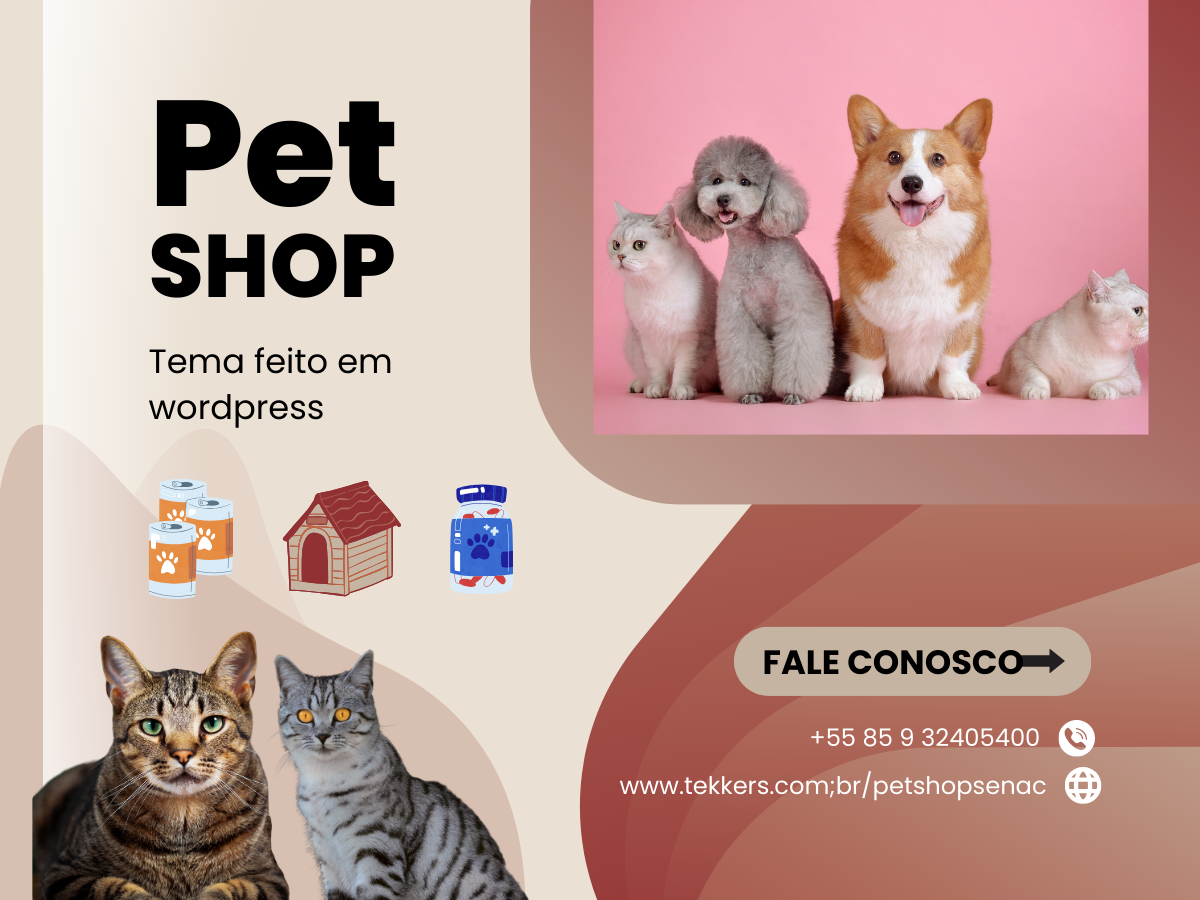 Pet
SHOP
Tema feito em
wordpress
FALE CONOSCO
+55 85 9 32405400
www.tekkers.com;br/petshopsenac